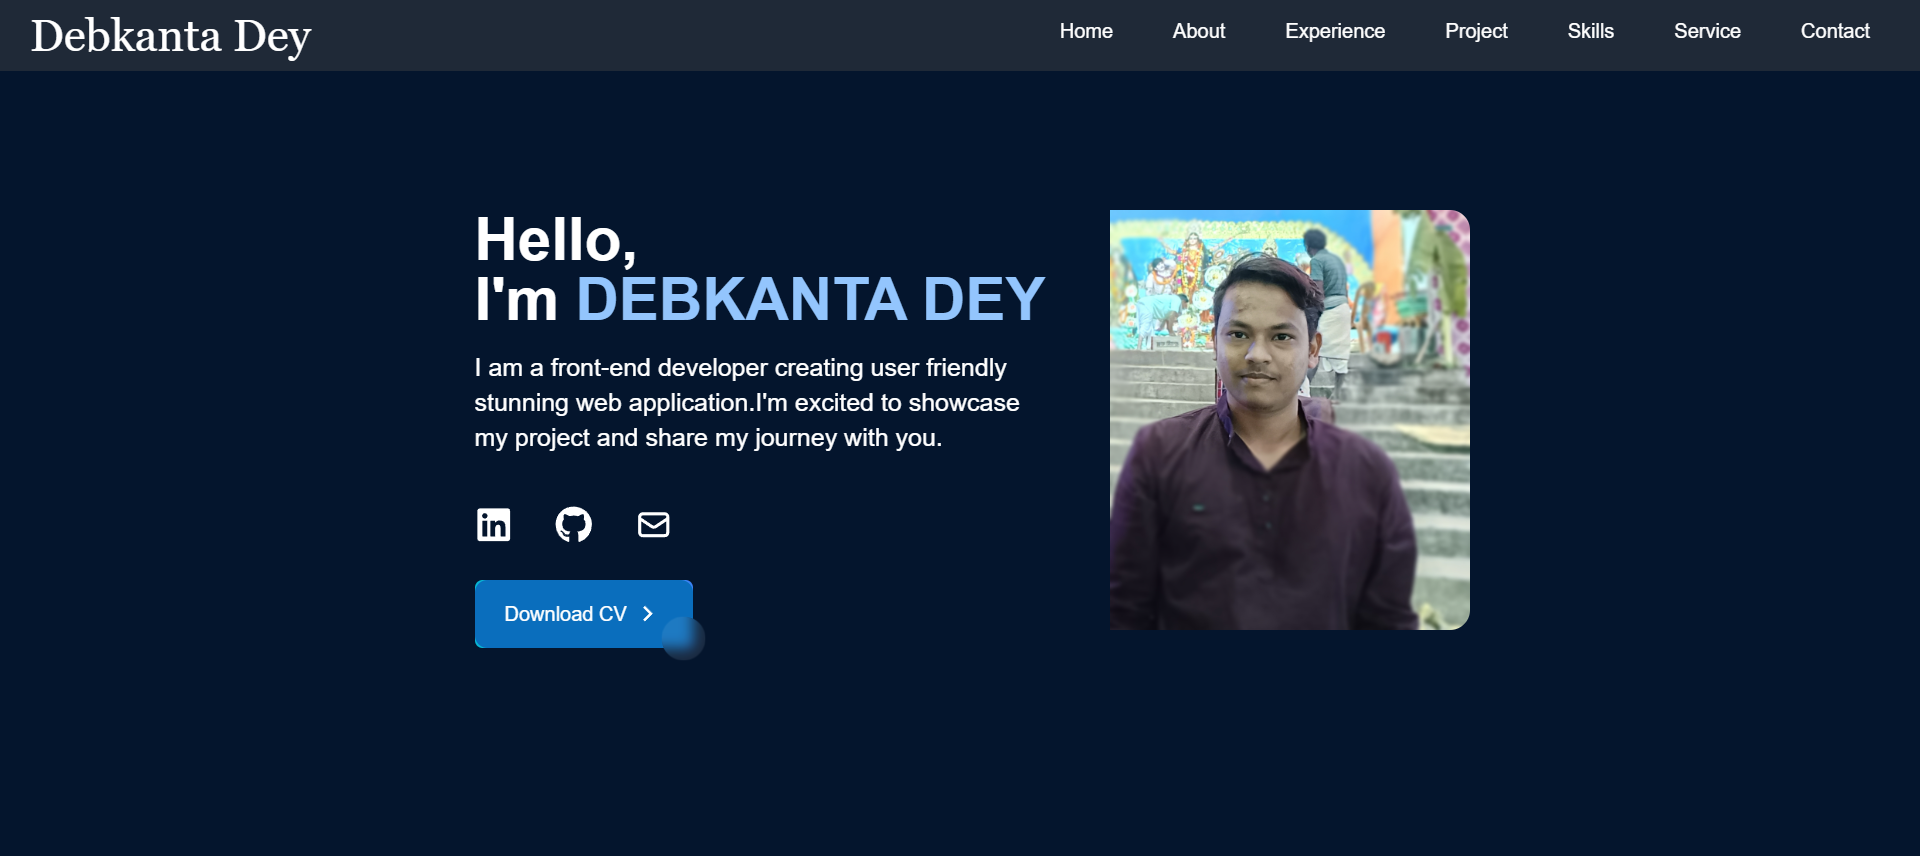 Debkanta Dey
Home About Experience Project Skills Service Contact
Hello,
I'm DEBKANTA DEY
I am a front-end developer creating user friendly
stunning web application.I'm excited to showcase
my project and share my journey with you.
in
Download CV